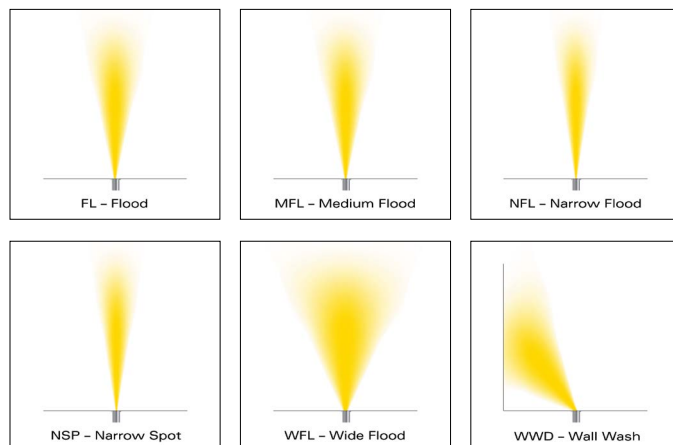 FL – Flood
MFL – Medium Flood
NFL – Narrow Flood
NSP – Narrow Spot
WFL – Wide Flood
WWD – Wall Wash